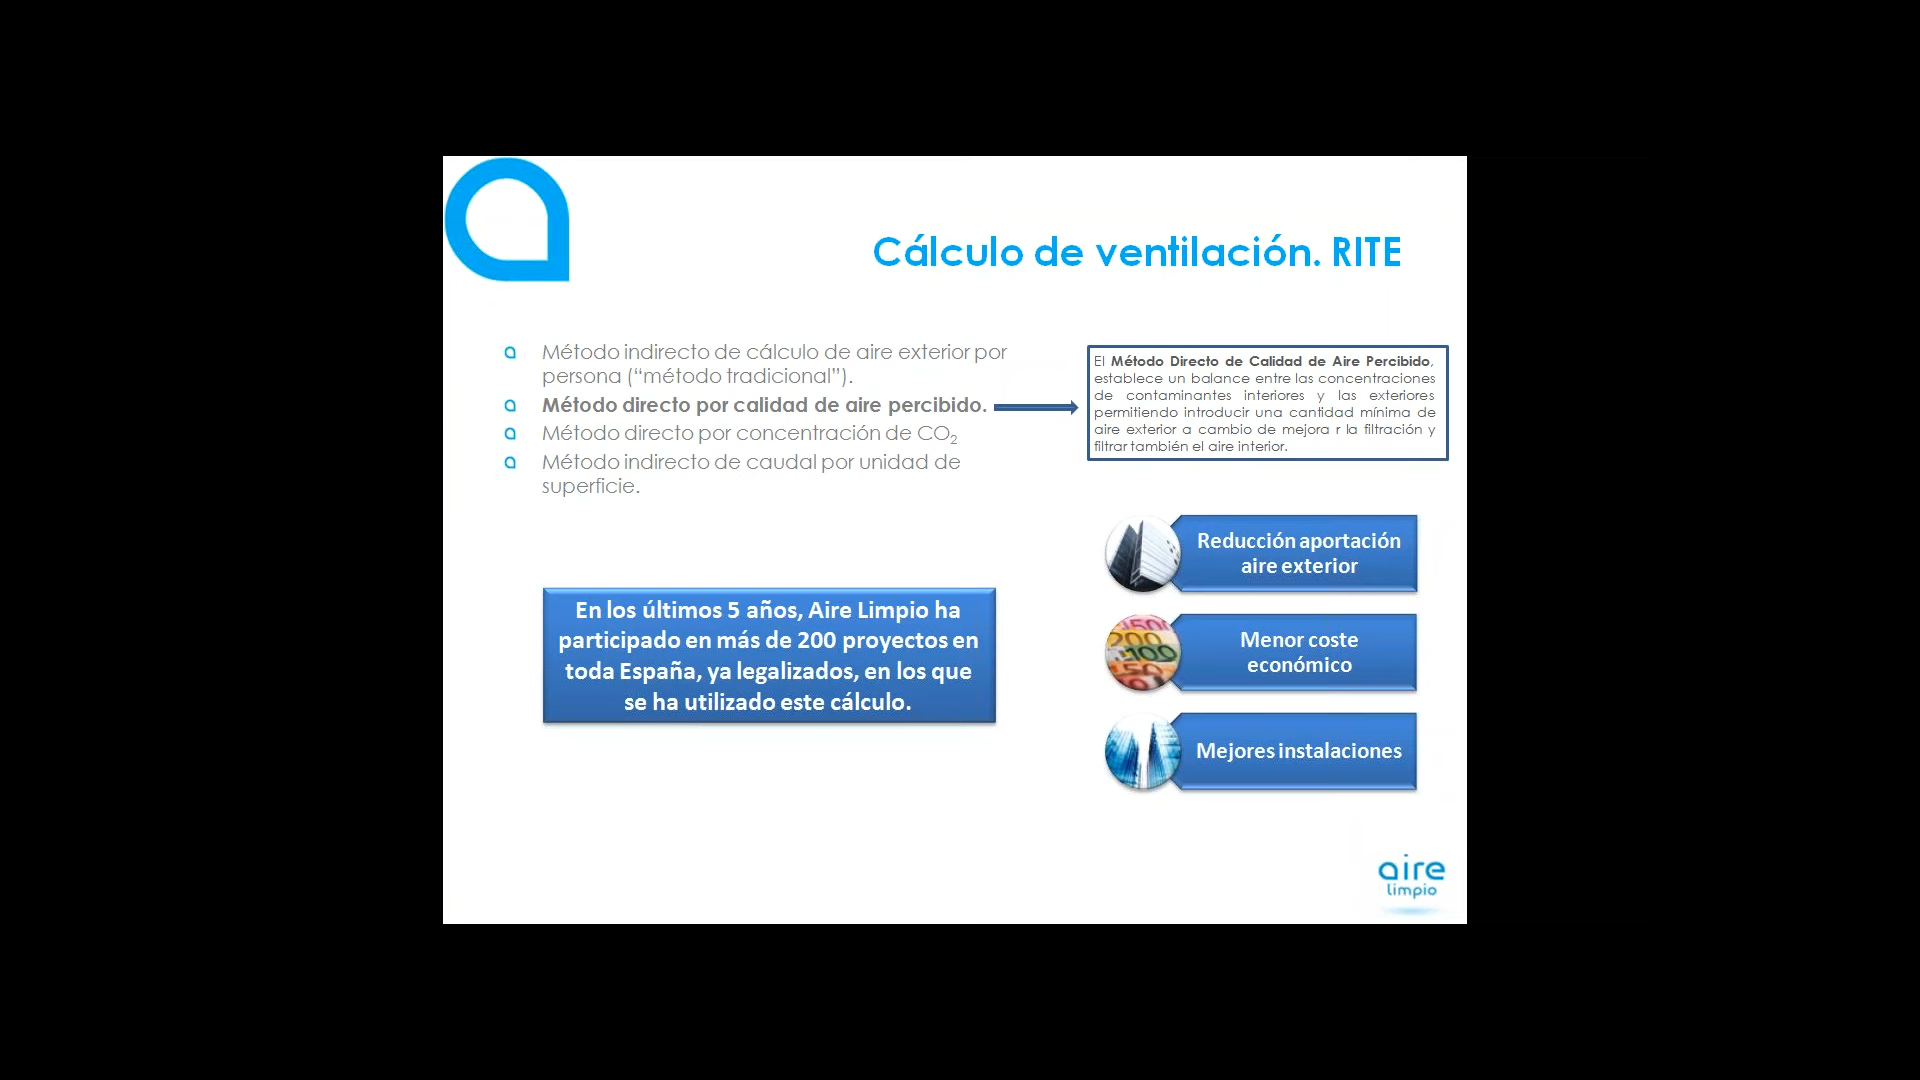 Cálculo de ventilación. RITE
Método indirecto de cálculo de aire exterior por
persona (“método tradicional”).
Método directo por calidad de aire percibido.
Método directo por concentración de CO₂
Método indirecto de caudal por unidad de
superficie.
El Método Directo de Calidad de Aire Percibido,
establece un balance entre las concentraciones
de contaminantes interiores y las exteriores
permitiendo introducir una cantidad mínima de
aire exterior a cambio de mejora r la filtración y
filtrar también el aire interior.
En los últimos 5 años, Aire Limpio ha
participado en más de 200 proyectos en
toda España, ya legalizados, en los que
se ha utilizado este cálculo.
Reducción aportación
aire exterior
Menor coste
económico
Mejores instalaciones
aire
limpio